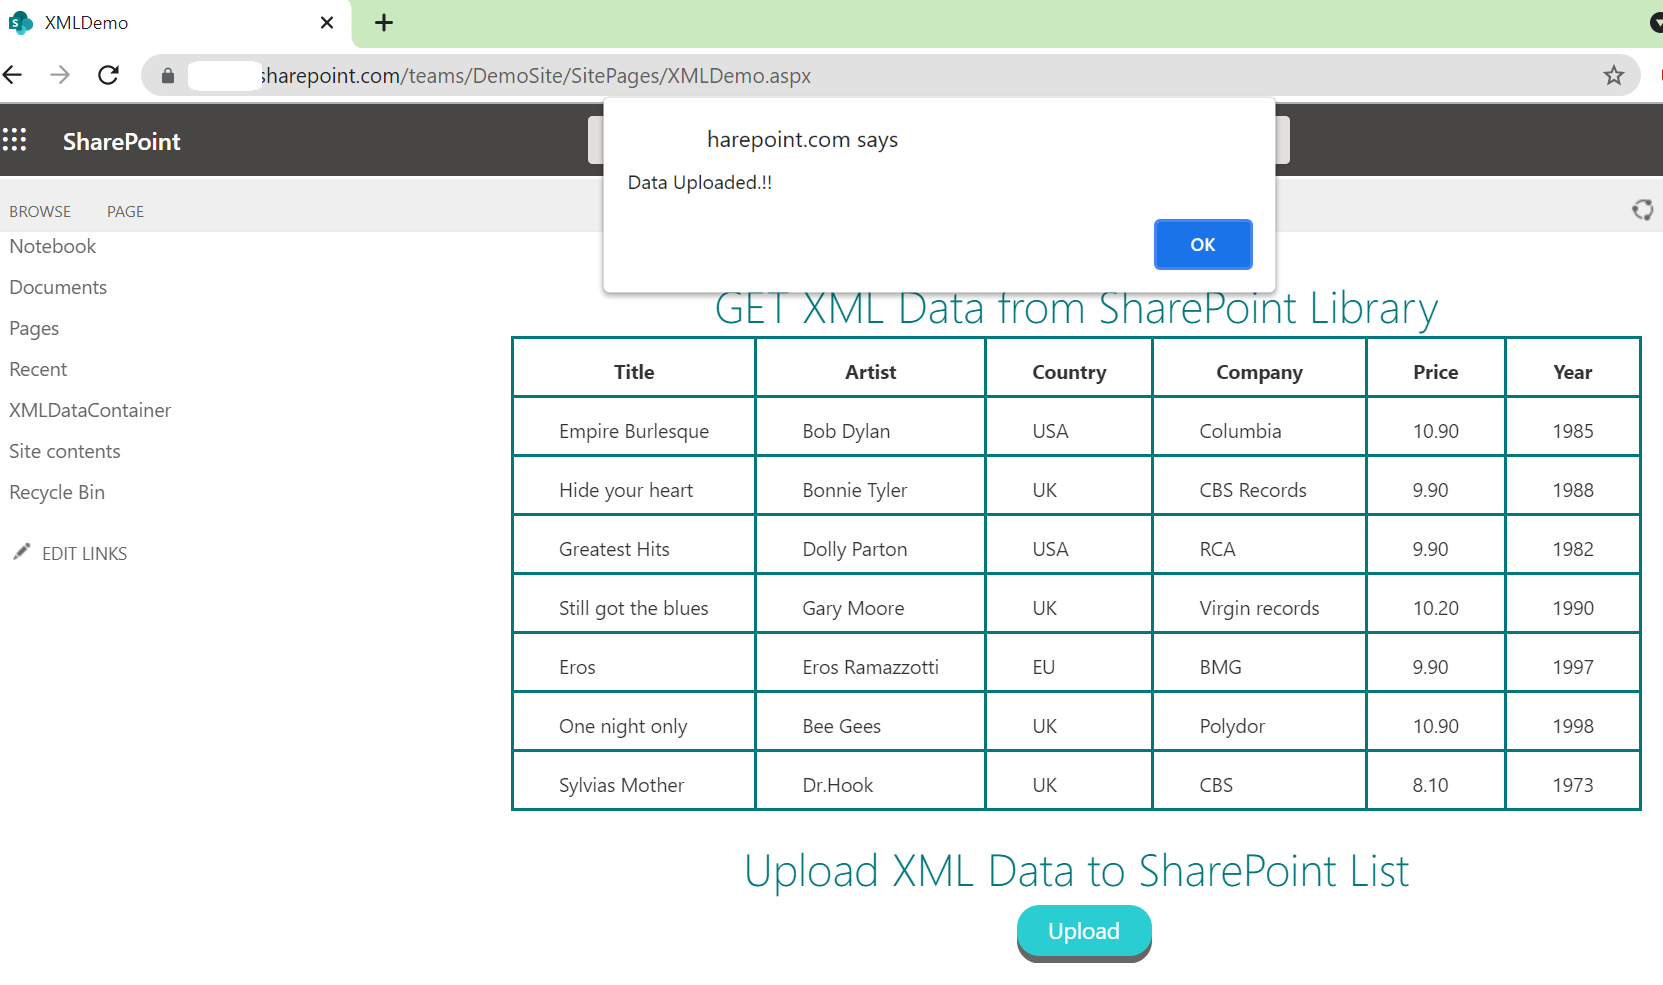 XMLDemo
sharepoint.com/teams/DemoSite/SitePages/XMLDemo.aspx
SharePoint
harepoint.com says
Data Uploaded.!!
OK
BROWSE PAGE
Notebook
Documents
Pages
Recent
XMLDataContainer
Site contents
Recycle Bin
EDIT LINKS
GET XML Data from SharePoint Library
Title Artist Country Company Price Year
Empire Burlesque Bob Dylan USA Columbia 10.90 1985
Hide your heart Bonnie Tyler UK CBS Records 9.90 1988
Greatest Hits Dolly Parton USA RCA 9.90 1982
Still got the blues Gary Moore UK Virgin records 10.20 1990
Eros Eros Ramazzotti EU BMG 9.90 1997
One night only Bee Gees UK Polydor 10.90 1998
Sylvias Mother Dr.Hook UK CBS 8.10 1973
Upload XML Data to SharePoint List
Upload